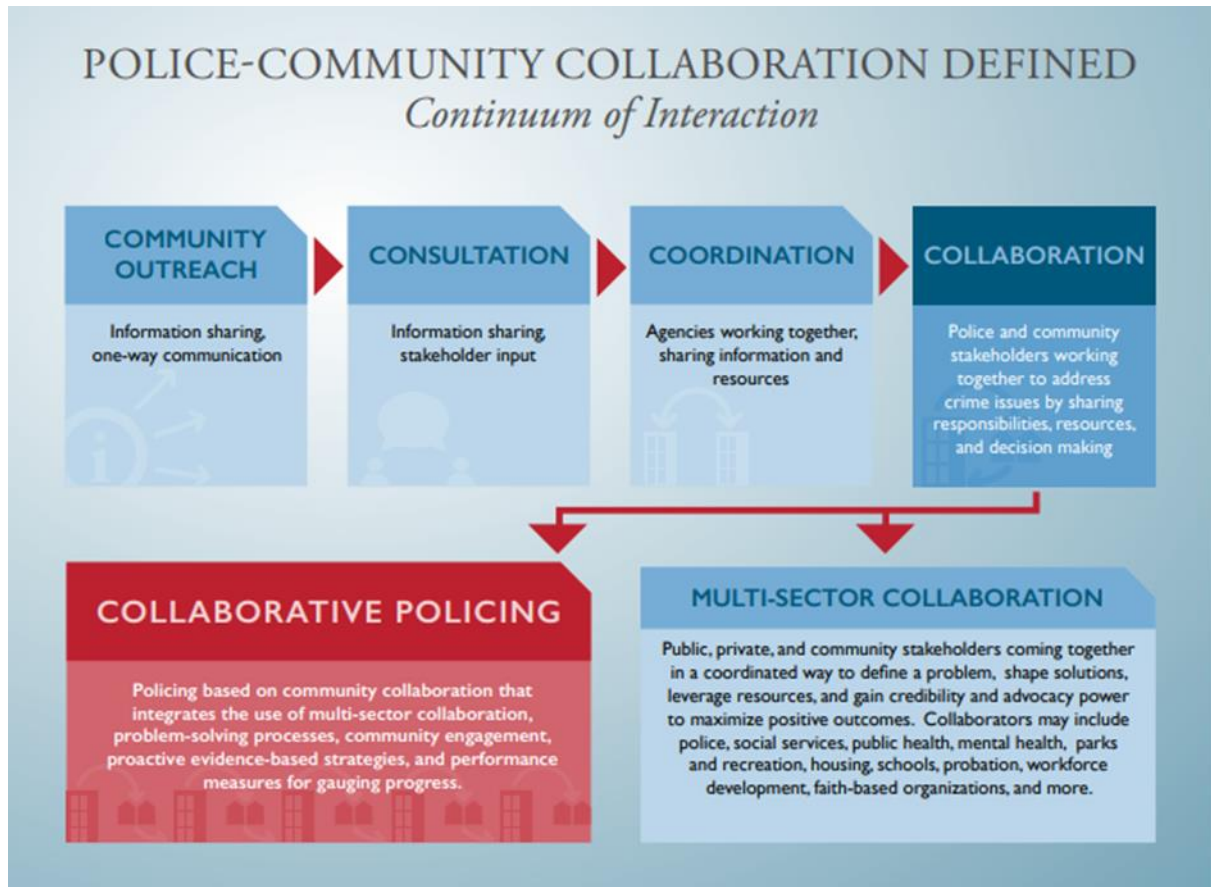 POLICE-COMMUNITY COLLABORATION DEFINED
Continuum of Interaction
COMMUNITY
OUTREACH
Information sharing,
one-way communication
CONSULTATION
Information sharing,
stakeholder input
COORDINATION
Agencies working together,
sharing information and
resources
COLLABORATION
Police and community
stakeholders working
together to address
crime issues by sharing
responsibilities, resources,
and decision making
COLLABORATIVE POLICING
Policing based on community collaboration that
integrates the use of multi-sector collaboration,
problem-solving processes, community engagement,
proactive evidence-based strategies, and performance
measures for gauging progress.
MULTI-SECTOR COLLABORATION
Public, private, and community stakeholders coming together
in a coordinated way to define a problem, shape solutions,
leverage resources, and gain credibility and advocacy power
to maximize positive outcomes. Collaborators may include
police, social services, public health, mental health, parks
and recreation, housing, schools, probation, workforce
development, faith-based organizations, and more.